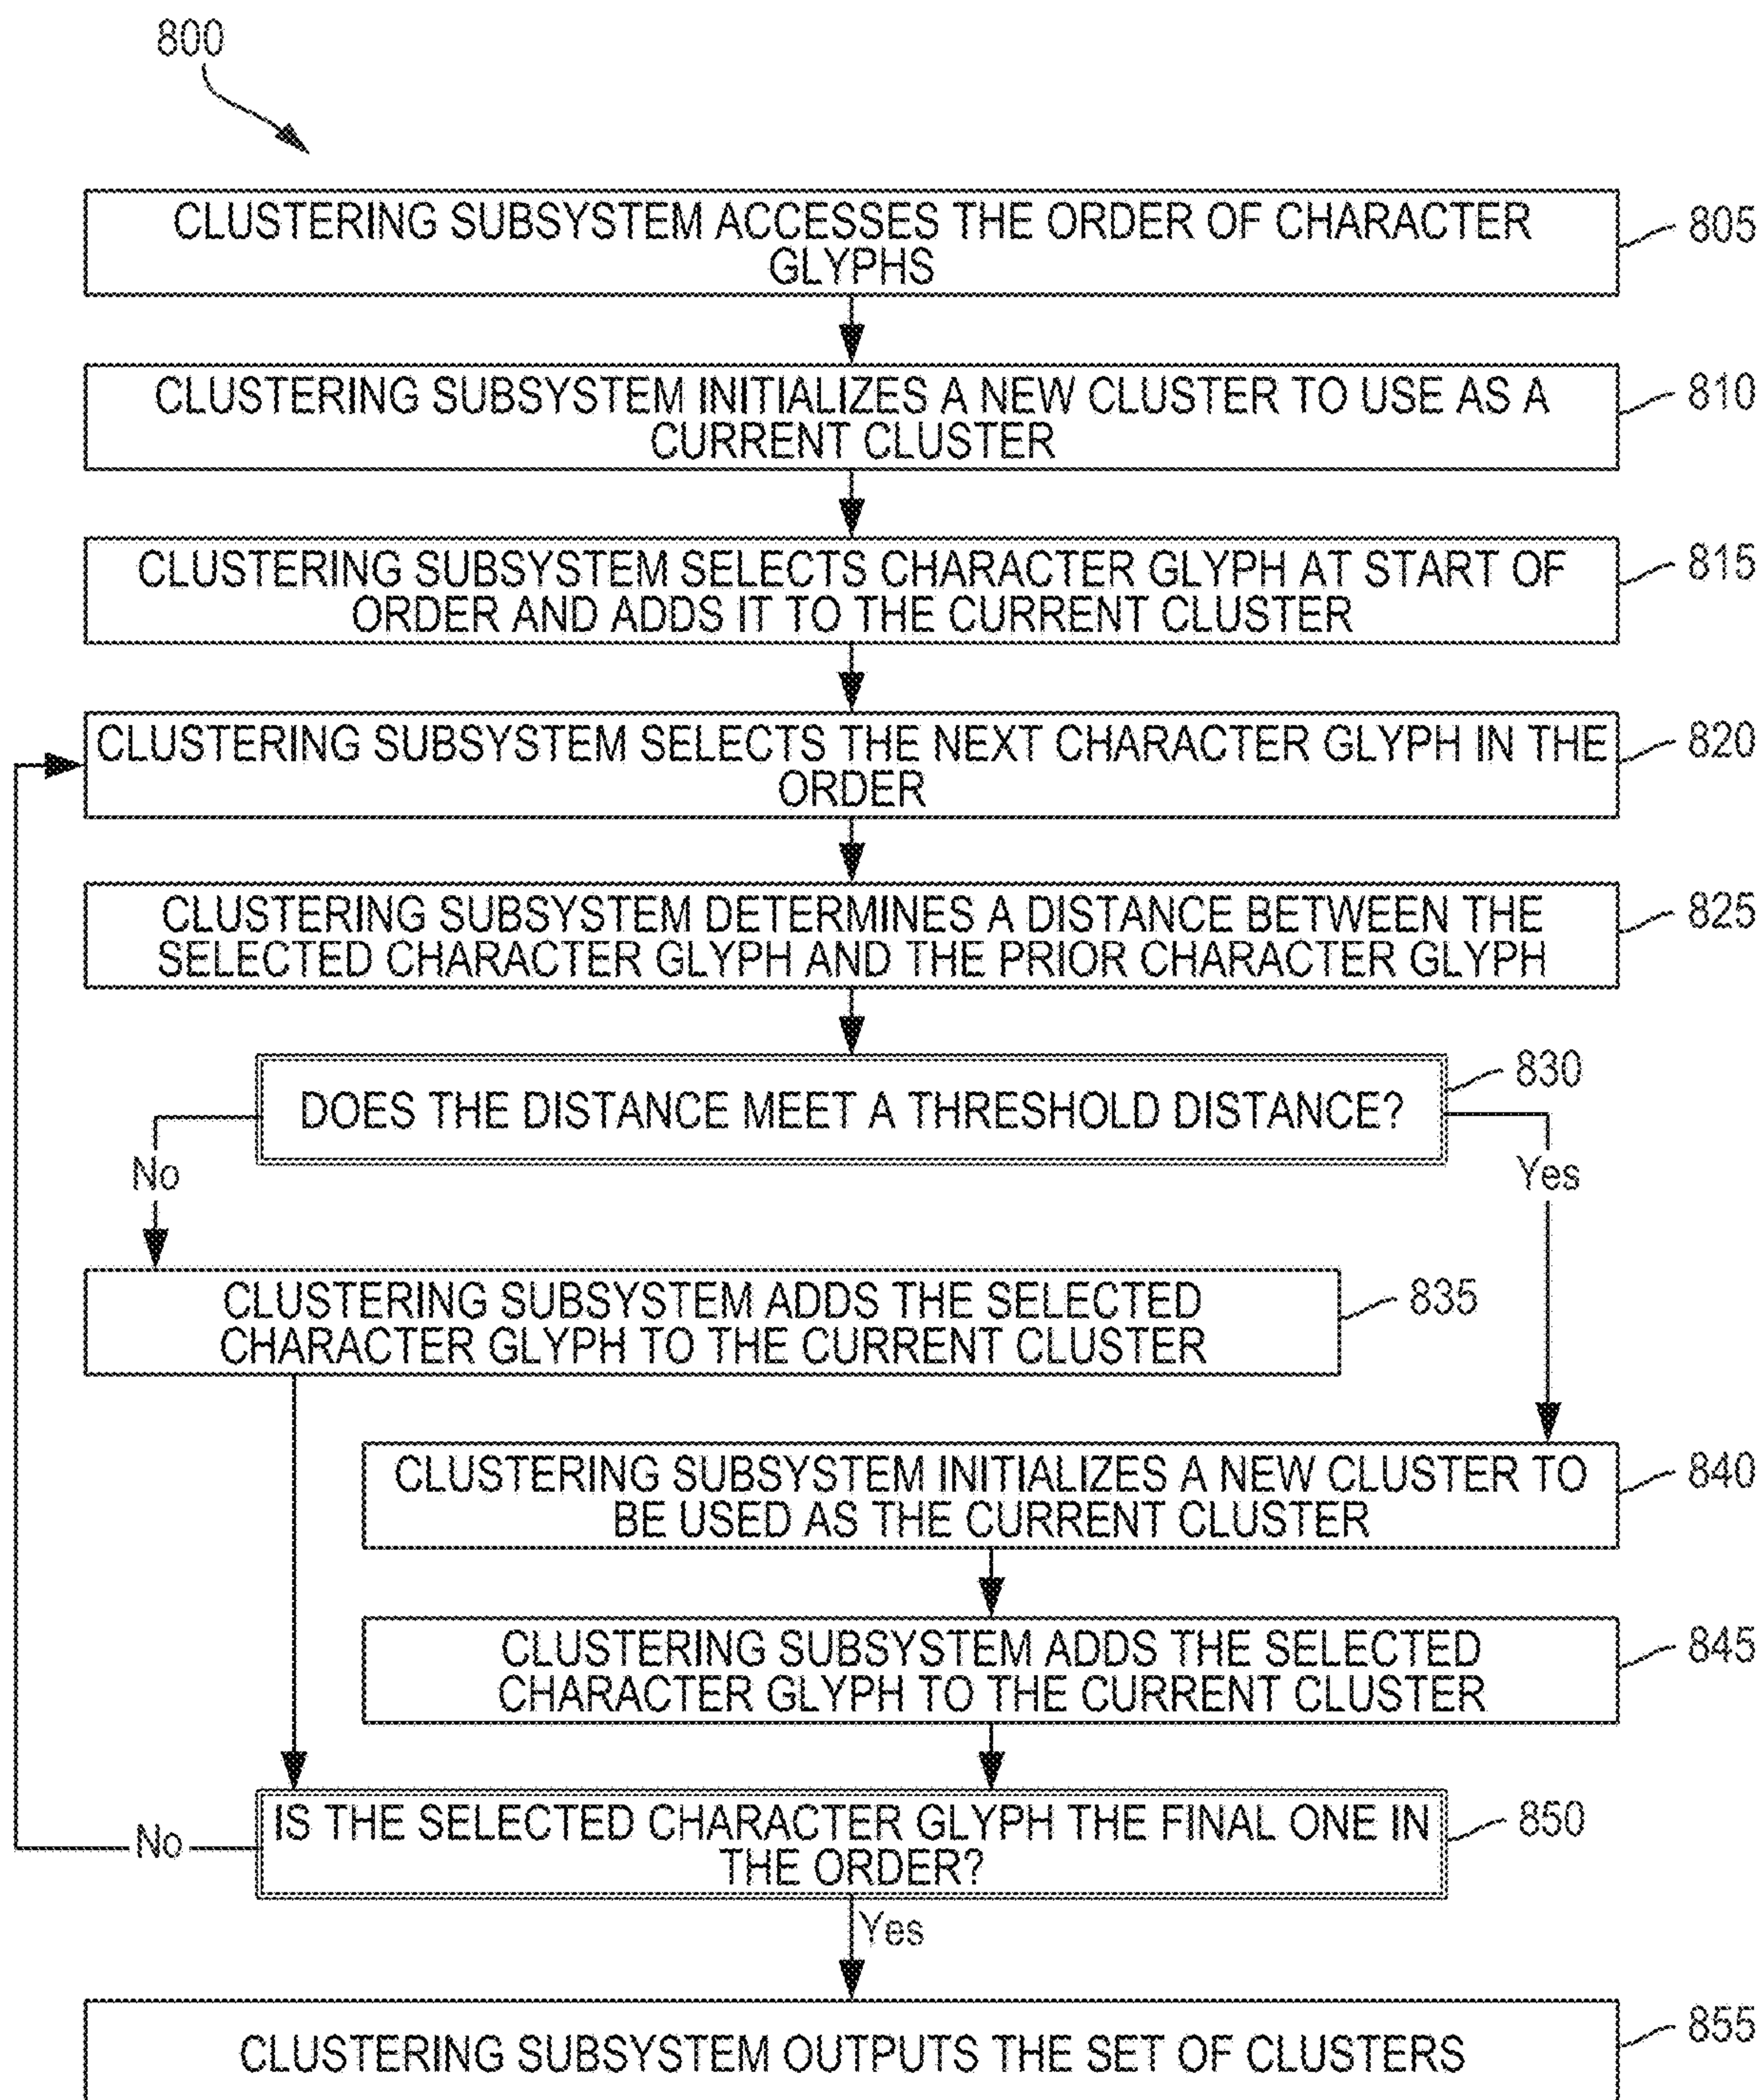 800
CLUSTERING SUBSYSTEM ACCESSES THE ORDER OF CHARACTER
GLYPHS
805
CLUSTERING SUBSYSTEM INITIALIZES A NEW CLUSTER TO USE AS A
CURRENT CLUSTER
810
CLUSTERING SUBSYSTEM SELECTS CHARACTER GLYPH AT START OF
ORDER AND ADDS IT TO THE CURRENT CLUSTER
815
CLUSTERING SUBSYSTEM SELECTS THE NEXT CHARACTER GLYPH IN THE
ORDER
820
CLUSTERING SUBSYSTEM DETERMINES A DISTANCE BETWEEN THE
SELECTED CHARACTER GLYPH AND THE PRIOR CHARACTER GLYPH
825
DOES THE DISTANCE MEET A THRESHOLD DISTANCE?
830
No
Yes
CLUSTERING SUBSYSTEM ADDS THE SELECTED
CHARACTER GLYPH TO THE CURRENT CLUSTER
835
CLUSTERING SUBSYSTEM INITIALIZES A NEW CLUSTER TO
BE USED AS THE CURRENT CLUSTER
840
CLUSTERING SUBSYSTEM ADDS THE SELECTED
CHARACTER GLYPH TO THE CURRENT CLUSTER
845
IS THE SELECTED CHARACTER GLYPH THE FINAL ONE IN
THE ORDER?
850
No
Yes
CLUSTERING SUBSYSTEM OUTPUTS THE SET OF CLUSTERS
855